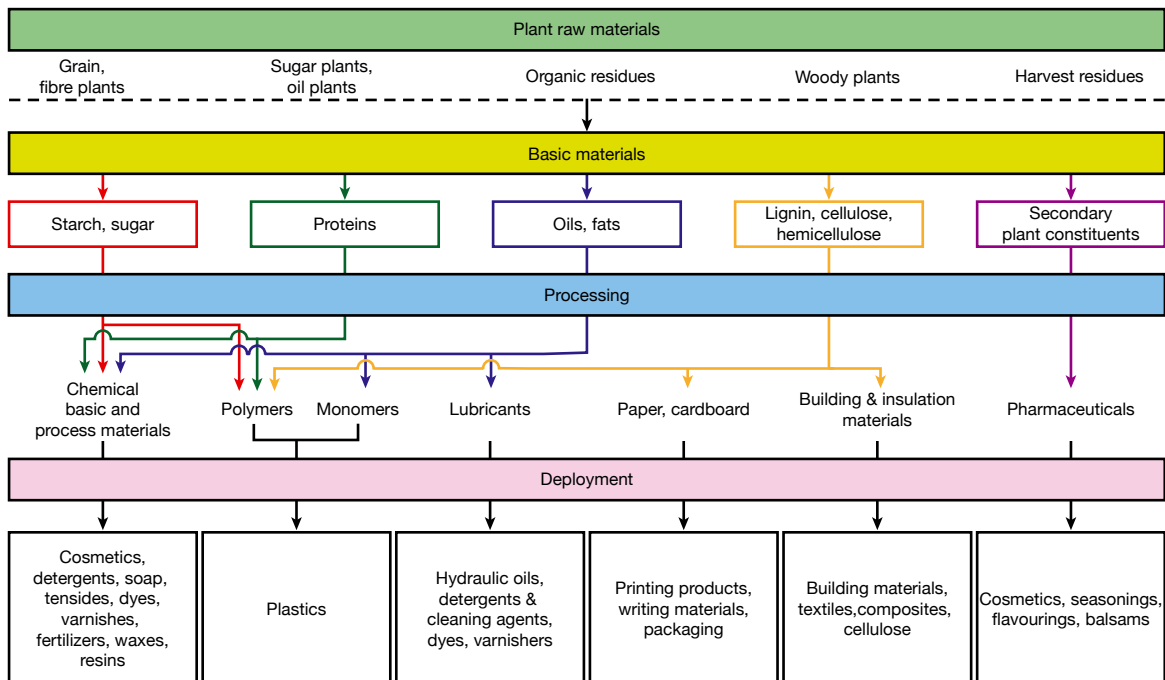 Plant raw materials
Grain,
fibre plants
Sugar plants,
oil plants
Organic residues
Woody plants
Harvest residues
Basic materials
Starch, sugar
Proteins
Oils, fats
Lignin, cellulose,
hemicellulose
Secondary
plant constituents
Processing
Chemical
basic and
process materials
Polymers
Monomers
Lubricants
Paper, cardboard
Building & insulation
materials
Pharmaceuticals
Deployment
Cosmetics,
detergents, soap,
tensides, dyes,
varnishes,
fertilizers, waxes,
resins
Plastics
Hydraulic oils,
detergents &
cleaning agents,
dyes, varnishers
Printing products,
writing materials,
packaging
Building materials,
textiles,composites,
cellulose
Cosmetics, seasonings,
flavourings, balsams